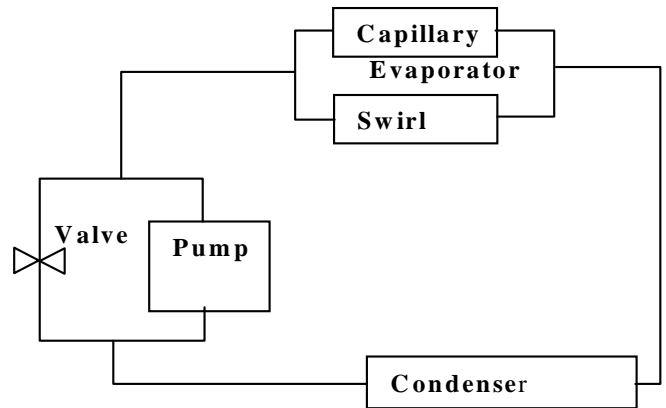 Capillary
Evaporator
Swirl
Valve
Pump
Condenser